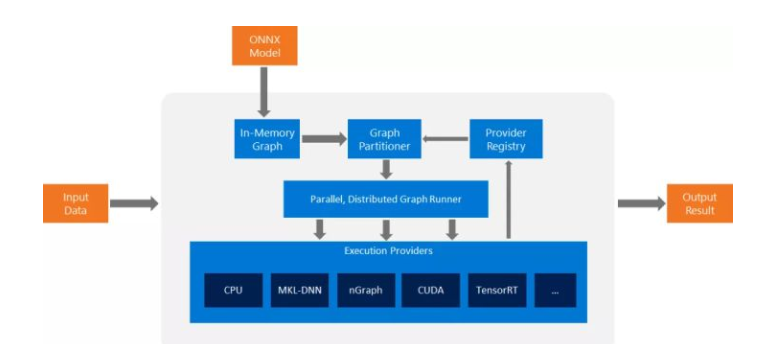 ONNX
Model
In-Memory
Graph
Graph
Partitioner
Provider
Registry
Input
Data
Parallel, Distributed Graph Runner
Output
Result
Execution Providers
CPU
MKL-DNN
nGraph
CUDA
TensorRT
...